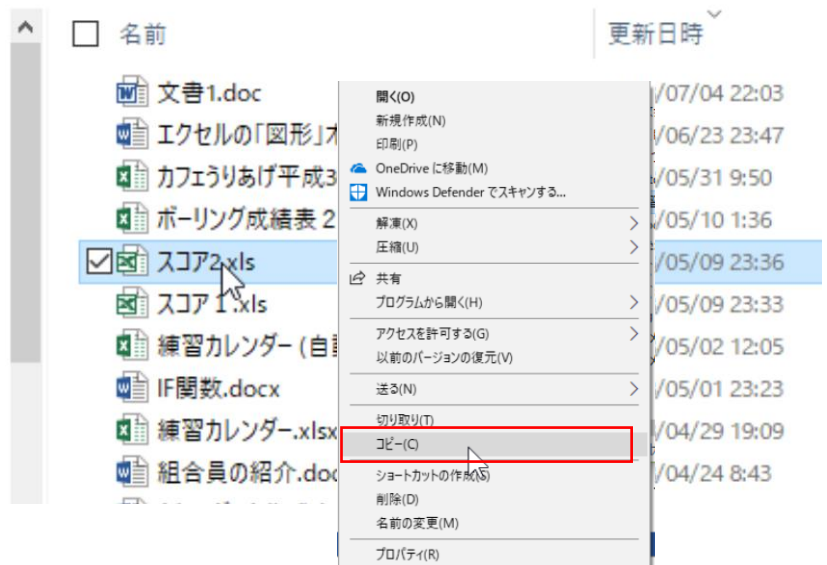 名前 更新日時
文書1.doc /07/04 22:03
エクセルの「図形」 /06/23 23:47
カフェうりあげ平成3 /05/31 9:50
ボーリング成績表 2 /05/10 1:36
スコア2.xls /05/09 23:36
スコア 1 .xls /05/09 23:33
練習カレンダー (自 /05/02 12:05
IF関数.docx /05/01 23:23
練習カレンダー.xlsx /04/29 19:09
組合員の紹介.doc /04/24 8:43
開く(O)
新規作成(N)
印刷(P)
OneDrive に移動(M)
Windows Defender でスキャンする...
解凍(X)
圧縮(U)
共有
プログラムから開く(H)
アクセスを許可する(G)
以前のバージョンの復元(V)
送る(N)
切り取り(T)
コピー(C)
ショートカットの作成(S)
削除(D)
名前の変更(M)
プロパティ(R)